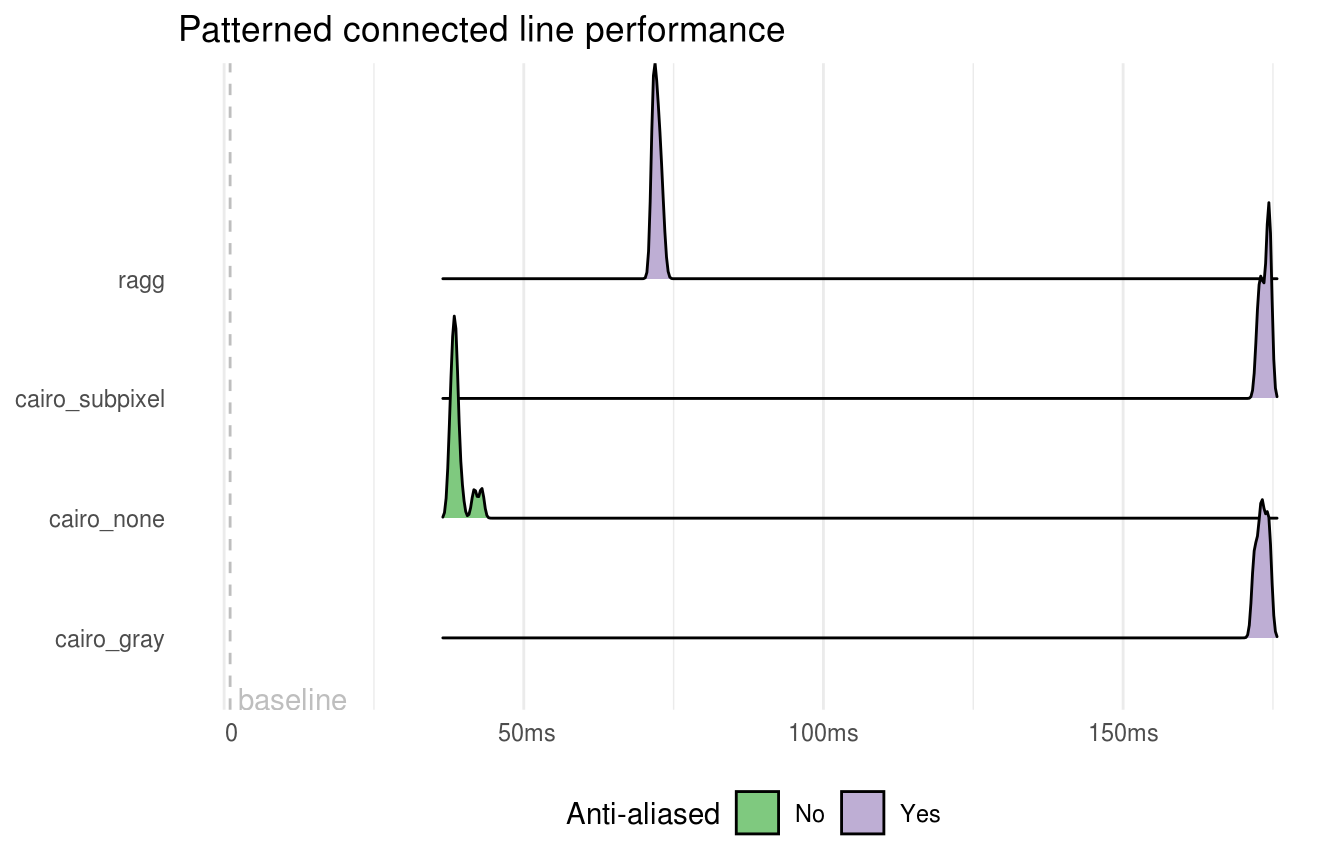 Patterned connected line performance
ragg
cairo_subpixel
cairo_none
cairo_gray
baseline
0 50ms 100ms 150ms
Anti-aliased No Yes